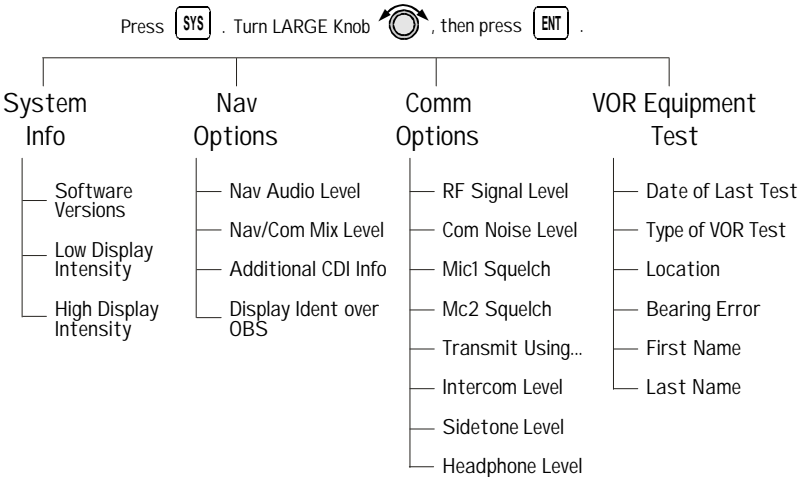 Press SYS . Turn LARGE Knob , then press ENT .
System
Info
Software
Versions
Low Display
Intensity
High Display
Intensity
Nav
Options
Nav Audio Level
Nav/Com Mix Level
Additional CDI Info
Display Ident over
OBS
Comm
Options
RF Signal Level
Com Noise Level
Mic1 Squelch
Mc2 Squelch
Transmit Using...
Intercom Level
Sidetone Level
Headphone Level
VOR Equipment
Test
Date of Last Test
Type of VOR Test
Location
Bearing Error
First Name
Last Name